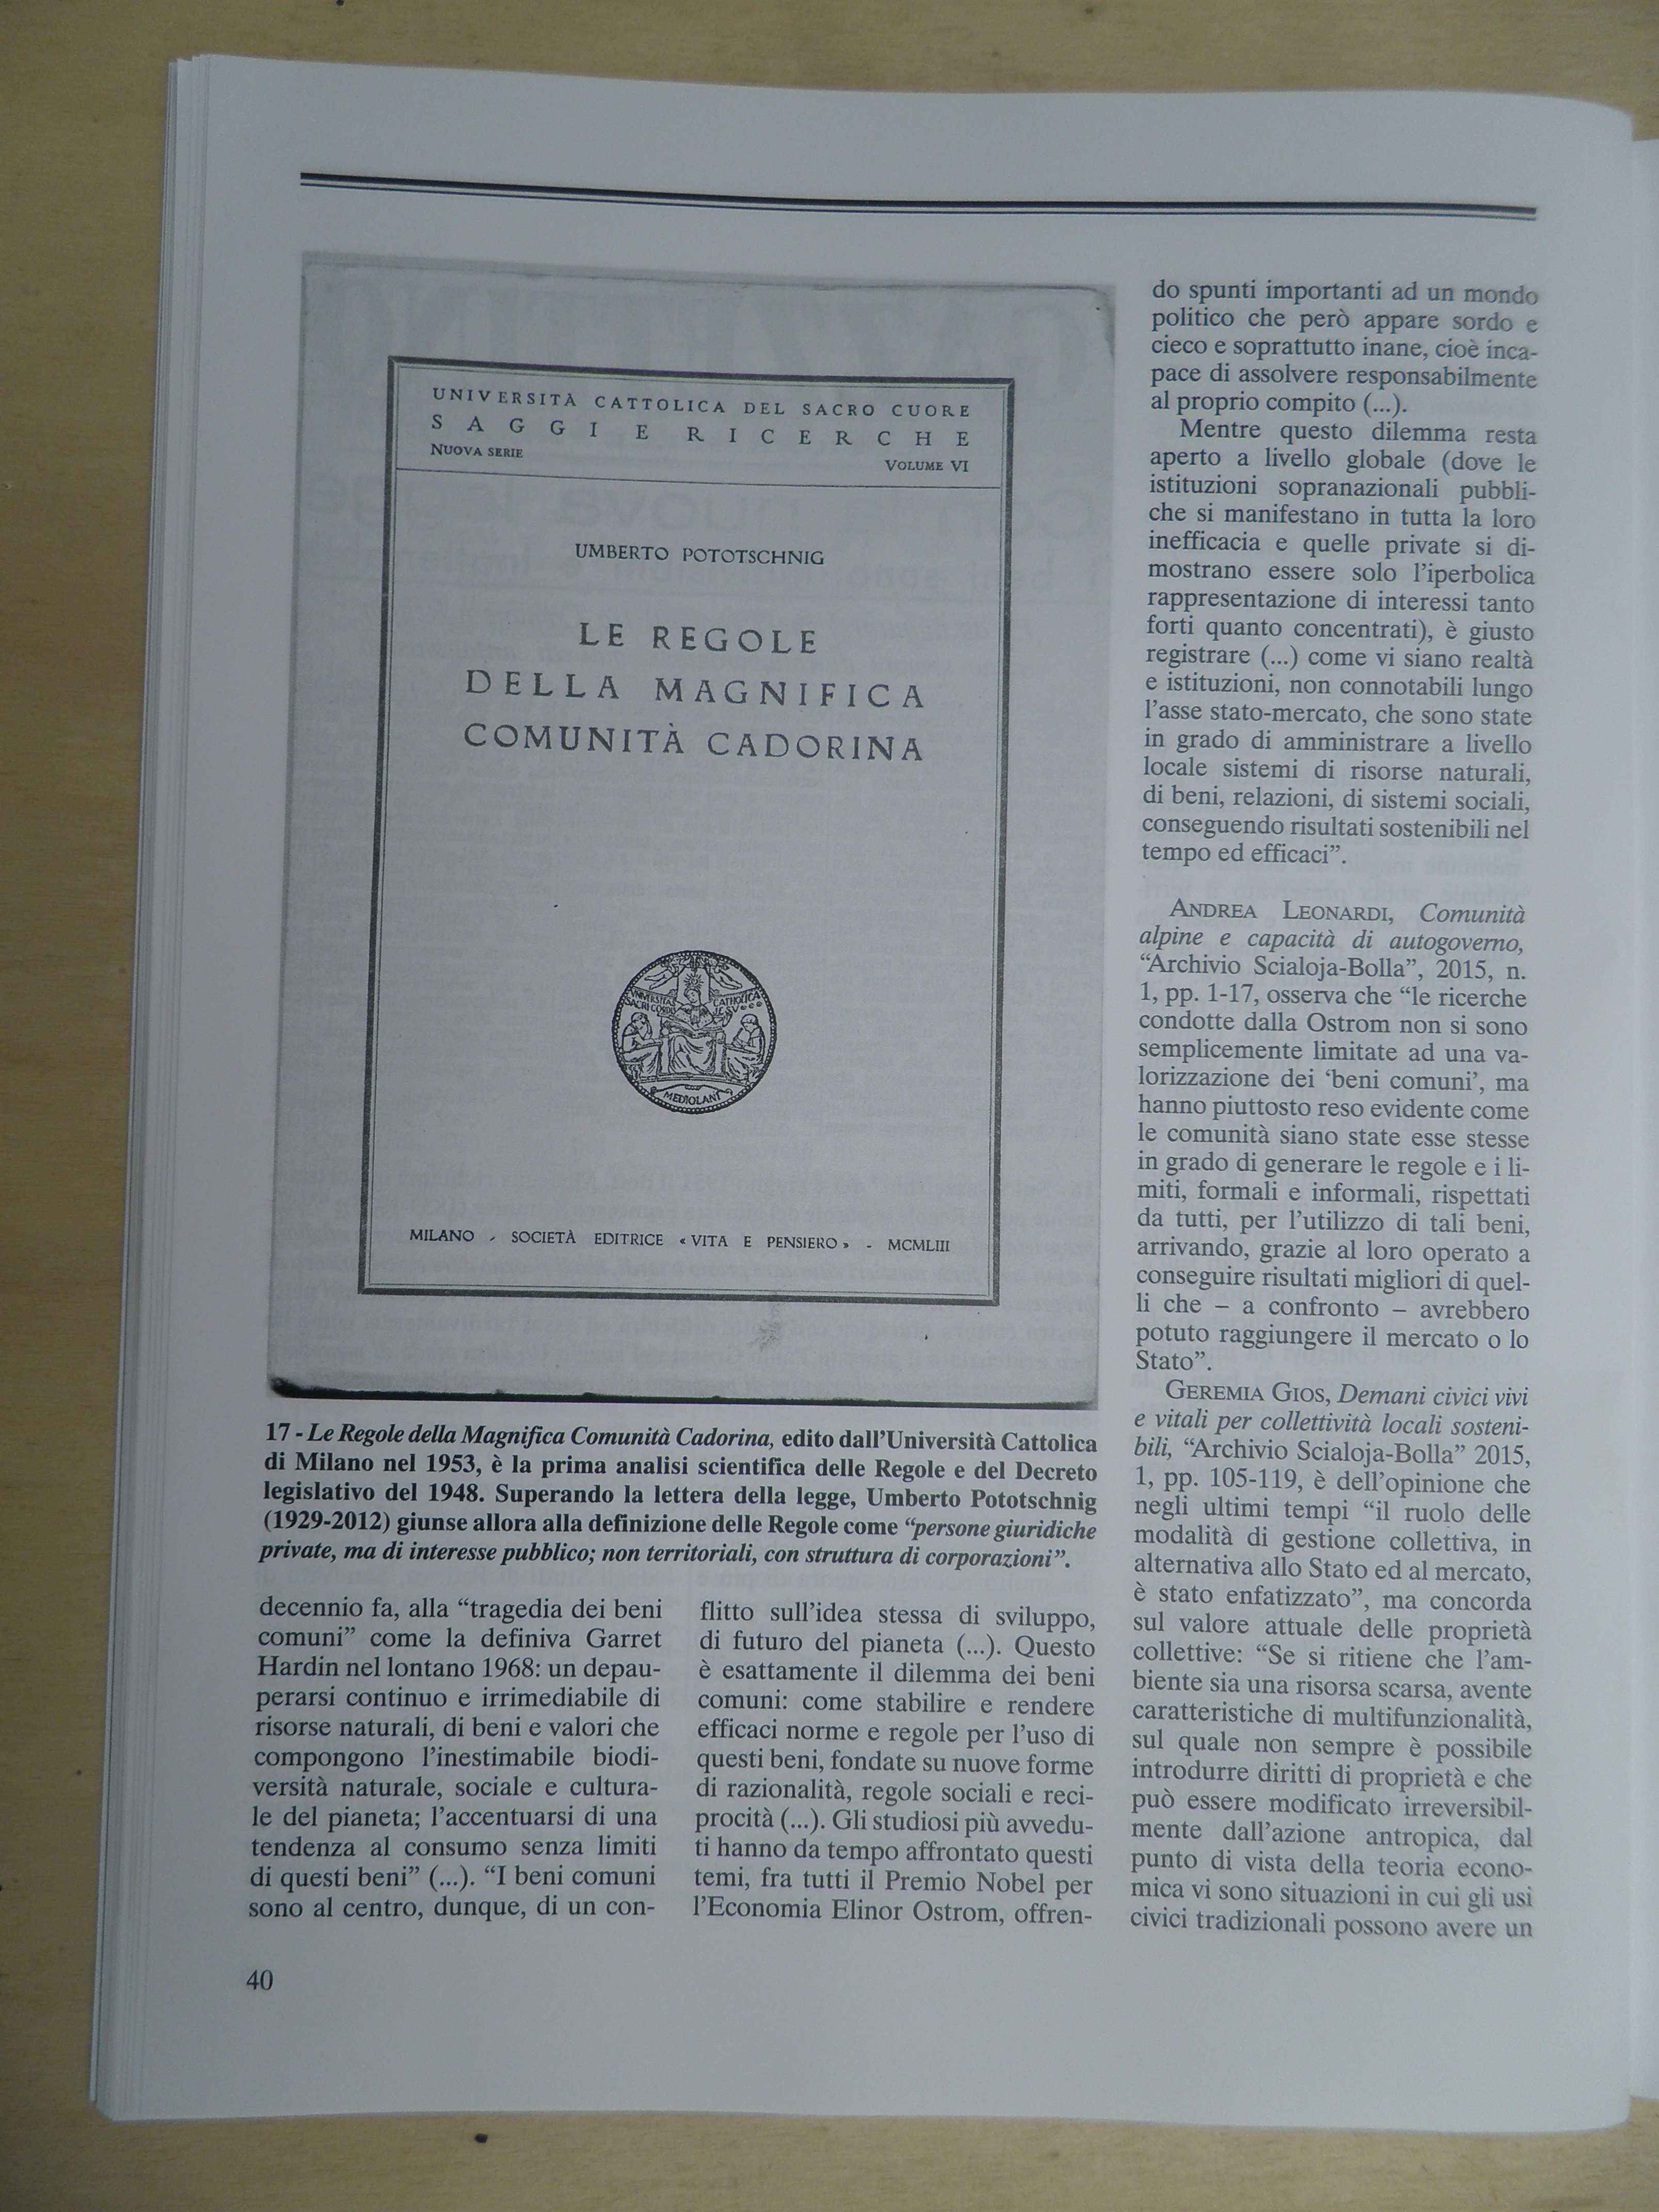 UNIVERSITÀ CATTOLICA DEL SACRO CUORE
SAGGI E RICERCHE
NUOVA SERIE
VOLUME VI
UMBERTO POTOTSCHNIG
LE REGOLE
DELLA MAGNIFICA
COMUNITÀ CADORINA
MEDIOLANI
MILANO - SOCIETÀ EDITRICE « VITA E PENSIERO » - MCMLIII
17 - Le Regole della Magnifica Comunità Cadorina, edito dall'Università Cattolica
di Milano nel 1953, è la prima analisi scientifica delle Regole e del Decreto
legislativo del 1948. Superando la lettera della legge, Umberto Pototschnig
(1929-2012) giunse allora alla definizione delle Regole come “persone giuridiche
private, ma di interesse pubblico; non territoriali, con struttura di corporazioni”.
decennio fa, alla “tragedia dei beni
comuni” come la definiva Garret
Hardin nel lontano 1968: un depau-
perarsi continuo e irrimediabile di
risorse naturali, di beni e valori che
compongono l'inestimabile biodi-
versità naturale, sociale e cultura-
le del pianeta; l'accentuarsi di una
tendenza al consumo senza limiti
di questi beni” (...). “I beni comuni
sono al centro, dunque, di un con-
flitto sull'idea stessa di sviluppo,
di futuro del pianeta (...). Questo
è esattamente il dilemma dei beni
comuni: come stabilire e rendere
efficaci norme e regole per l'uso di
questi beni, fondate su nuove forme
di razionalità, regole sociali e reci-
procità (...). Gli studiosi più avvedu-
ti hanno da tempo affrontato questi
temi, fra tutti il Premio Nobel per
l'Economia Elinor Ostrom, offren-
do spunti importanti ad un mondo
politico che però appare sordo e
cieco e soprattutto inane, cioè inca-
pace di assolvere responsabilmente
al proprio compito (...).
Mentre questo dilemma resta
aperto a livello globale (dove le
istituzioni sopranazionali pubbli-
che si manifestano in tutta la loro
inefficacia e quelle private si di-
mostrano essere solo l'iperbolica
rappresentazione di interessi tanto
forti quanto concentrati), è giusto
registrare (...) come vi siano realtà
e istituzioni, non connotabili lungo
l'asse stato-mercato, che sono state
in grado di amministrare a livello
locale sistemi di risorse naturali,
di beni, relazioni, di sistemi sociali,
conseguendo risultati sostenibili nel
tempo ed efficaci”.
ANDREA LEONARDI, Comunità
alpine e capacità di autogoverno,
“Archivio Scialoja-Bolla”, 2015, n.
1, pp. 1-17, osserva che “le ricerche
condotte dalla Ostrom non si sono
semplicemente limitate ad una va-
lorizzazione dei ‘beni comuni’, ma
hanno piuttosto reso evidente come
le comunità siano state esse stesse
in grado di generare le regole e i li-
miti, formali e informali, rispettati
da tutti, per l'utilizzo di tali beni,
arrivando, grazie al loro operato a
conseguire risultati migliori di quel-
li che – a confronto – avrebbero
potuto raggiungere il mercato o lo
Stato”.
GEREMIA GIOS, Demani civici vivi
e vitali per collettività locali sosteni-
bili, “Archivio Scialoja-Bolla” 2015,
1, pp. 105-119, è dell'opinione che
negli ultimi tempi “il ruolo delle
modalità di gestione collettiva, in
alternativa allo Stato ed al mercato,
è stato enfatizzato”, ma concorda
sul valore attuale delle proprietà
collettive: “Se si ritiene che l'am-
biente sia una risorsa scarsa, avente
caratteristiche di multifunzionalità,
sul quale non sempre è possibile
introdurre diritti di proprietà e che
può essere modificato irreversibil-
mente dall'azione antropica, dal
punto di vista della teoria econo-
mica vi sono situazioni in cui gli usi
civici tradizionali possono avere un
40